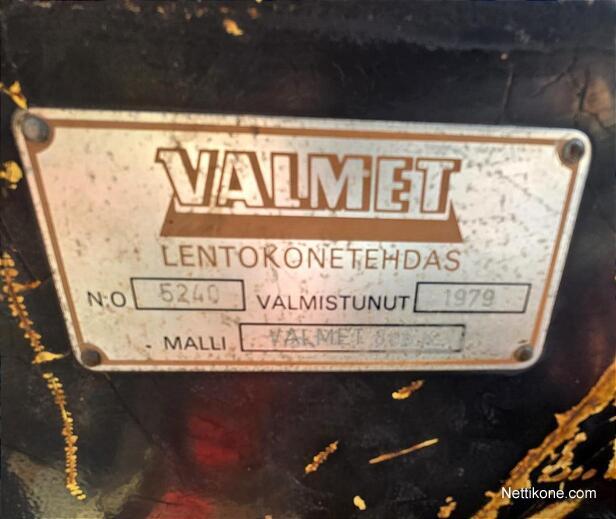 VALMET
LENTOKONETEHDAS
N:O 5240 VALMISTUNUT 1979
MALLI VALMET
Nettikone.com